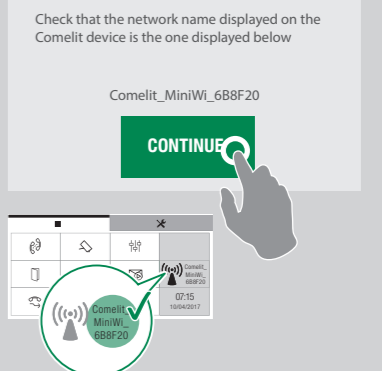 Check that the network name displayed on the
Comelit device is the one displayed below
Comelit_MiniWi_6B8F20
CONTINUE
Comelit_
MiniWi_
6B8F20
07:15
10/04/2017
Comelit_
MiniWi_
6B8F20